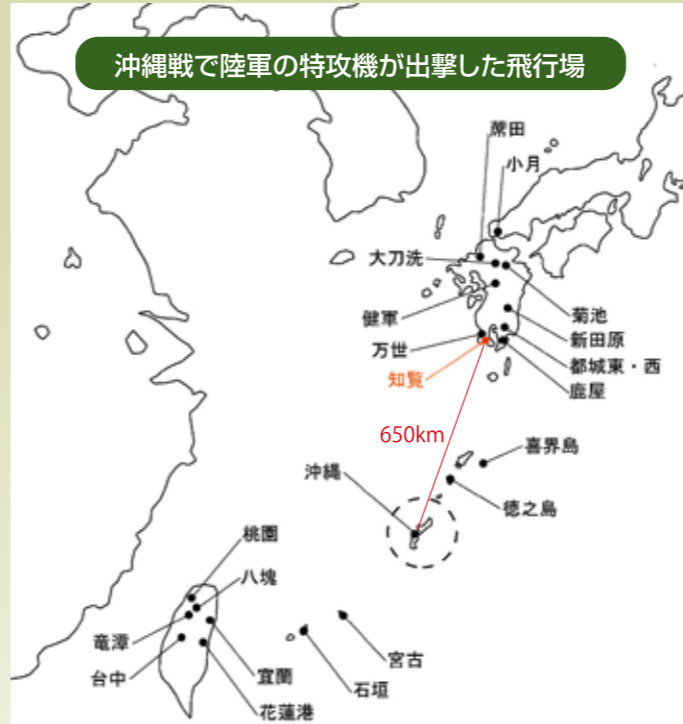 沖縄戦で陸軍の特攻機が出撃した飛行場
蓆田
小月
大刀洗
菊池
健軍
新田原
万世
都城東・西
知覧
鹿屋
650km
喜界島
沖縄
徳之島
桃園
八塊
竜潭
宮古
台中
宜蘭
石垣
花蓮港